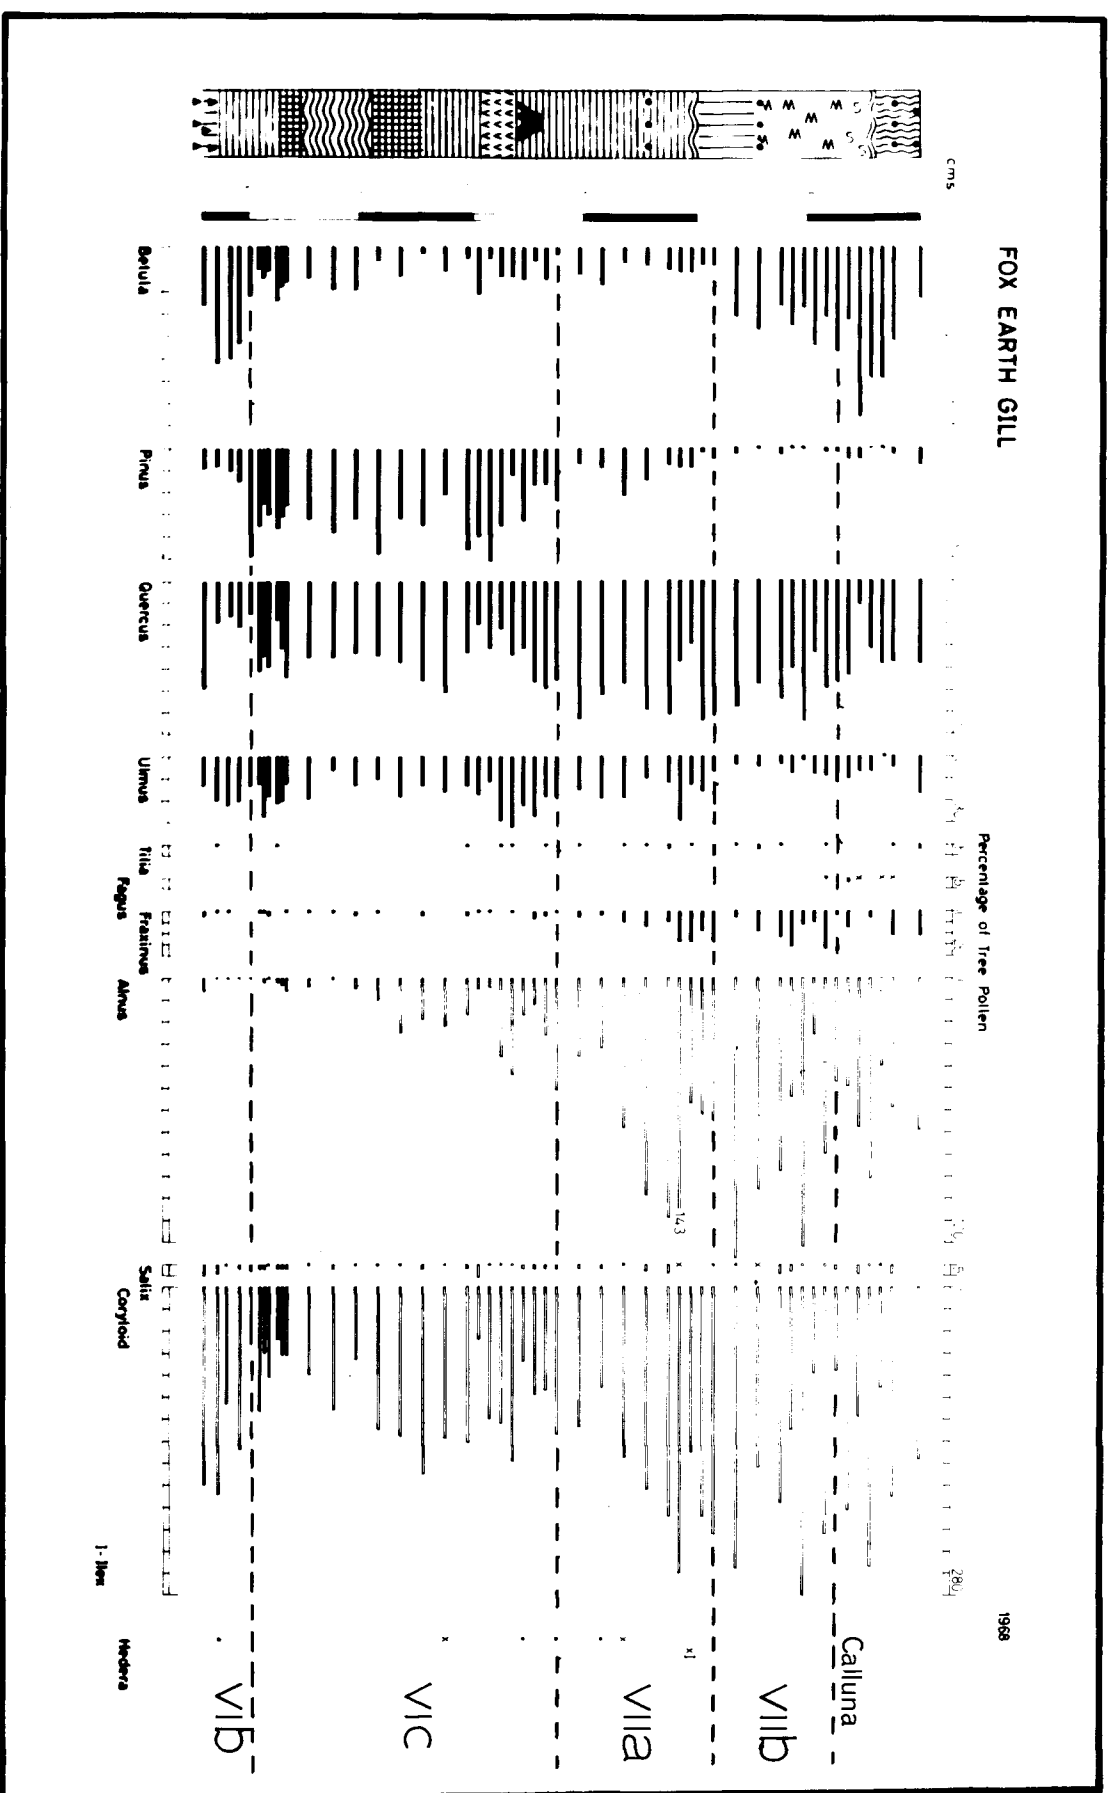 FOX EARTH GILL
1968
Percentage of Tree Pollen
cms
280
143
I
Calluna
VIIb
VIIa
VIc
VIb
Betula
Pinus
Quercus
Ulmus
Tilia
Fagus
Fraxinus
Alnus
Salix
Coryloid
I - Ilex
Hedera